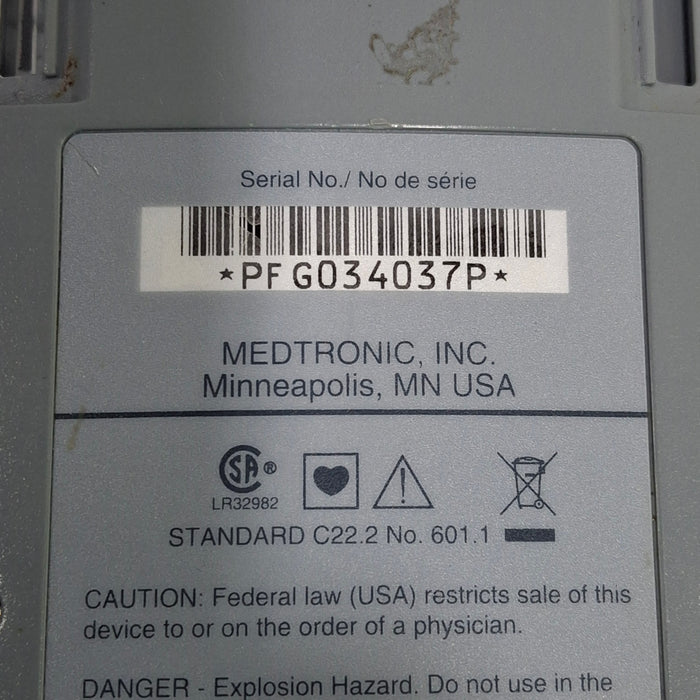 Serial No./ No de série
*PFG034037P*
MEDTRONIC, INC.
Minneapolis, MN USA
SA ®
LR32982
STANDARD C22.2 No. 601.1
CAUTION: Federal law (USA) restricts sale of this
device to or on the order of a physician.
DANGER - Explosion Hazard. Do not use in the